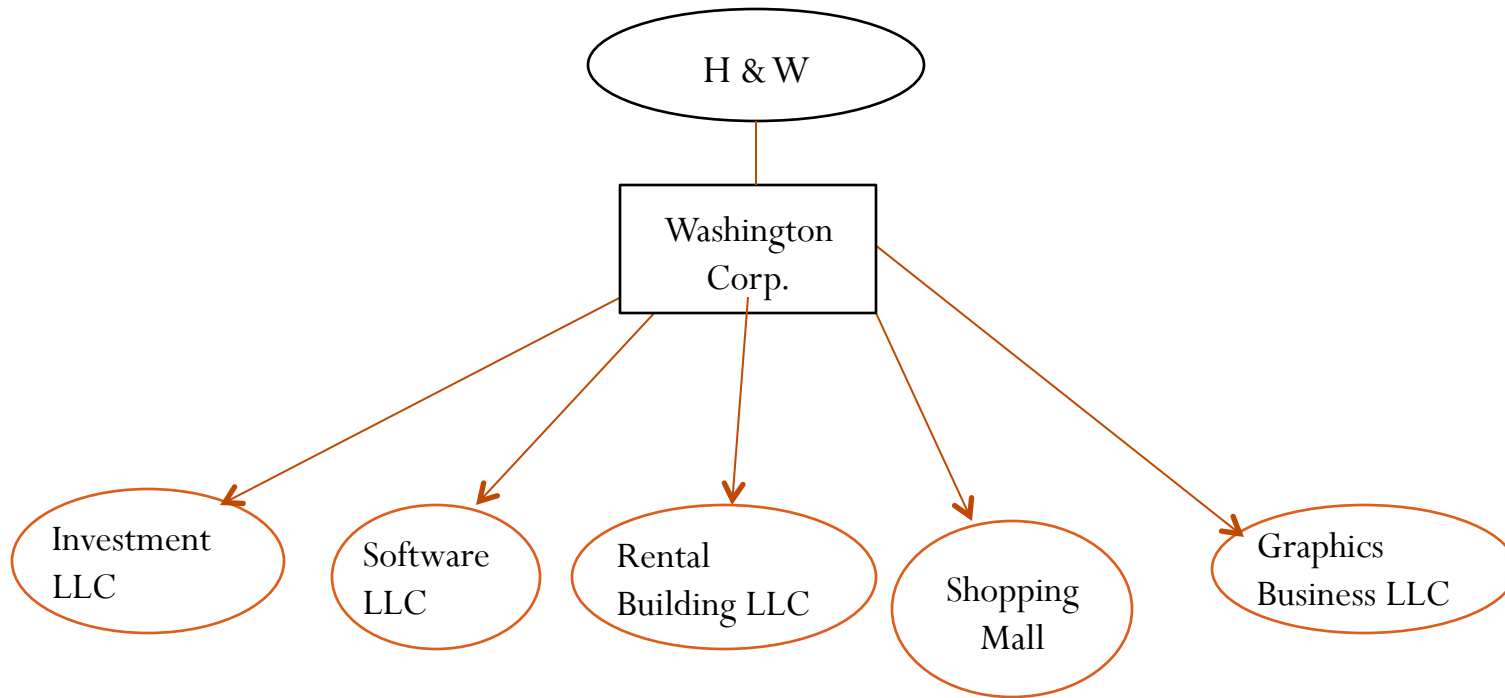 H & W
Washington
Corp.
Investment
LLC
Software
LLC
Rental
Building LLC
Shopping
Mall
Graphics
Business LLC